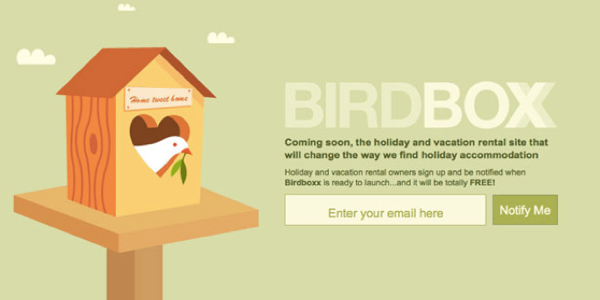 Home tweet home
BIRDBOXX
Coming soon, the holiday and vacation rental site that
will change the way we find holiday accommodation
Holiday and vacation rental owners sign up and be notified when
Birdboxx is ready to launch...and it will be totally FREE!
Enter your email here
Notify Me